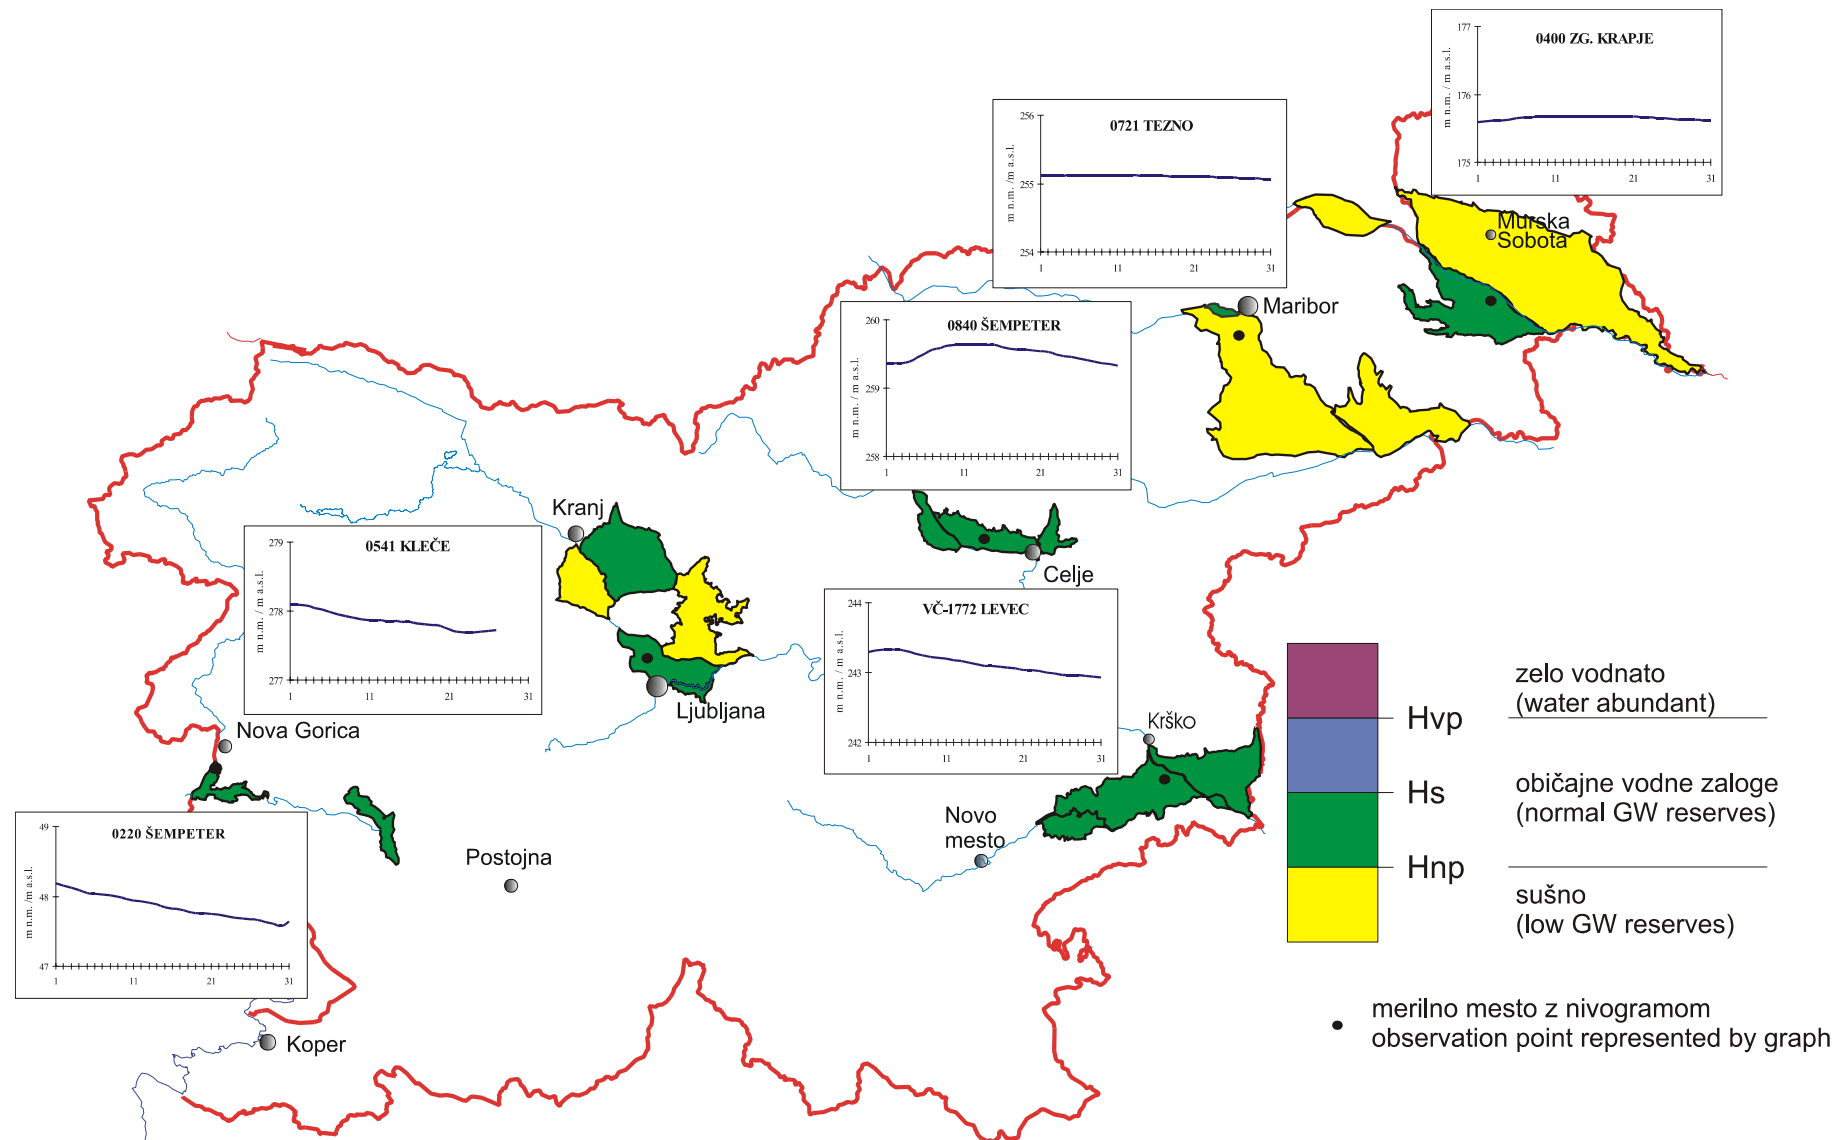 0400 ZG. KRAPJE
m n.m. / m a.s.l.
177
176
175
1 11 21 31
0721 TEZNO
m n.m. /m a.s.l.
256
255
254
1 11 21 31
Murska
Sobota
Maribor
0840 ŠEMPETER
m n.m. / m a.s.l.
260
259
258
1 11 21 31
Kranj
0541 KLEČE
m n.m. / m a.s.l.
279
278
277
1 11 21 31
Celje
VČ-1772 LEVEC
m n.m. / m a.s.l.
244
243
242
1 11 21 31
Ljubljana
Nova Gorica
Krško
Novo
mesto
0220 ŠEMPETER
m n.m. /m a.s.l.
49
48
47
1 11 21 31
Postojna
Koper
zelo vodnato
(water abundant)
Hvp
Hs
običajne vodne zaloge
(normal GW reserves)
Hnp
sušno
(low GW reserves)
merilno mesto z nivogramom
observation point represented by graph